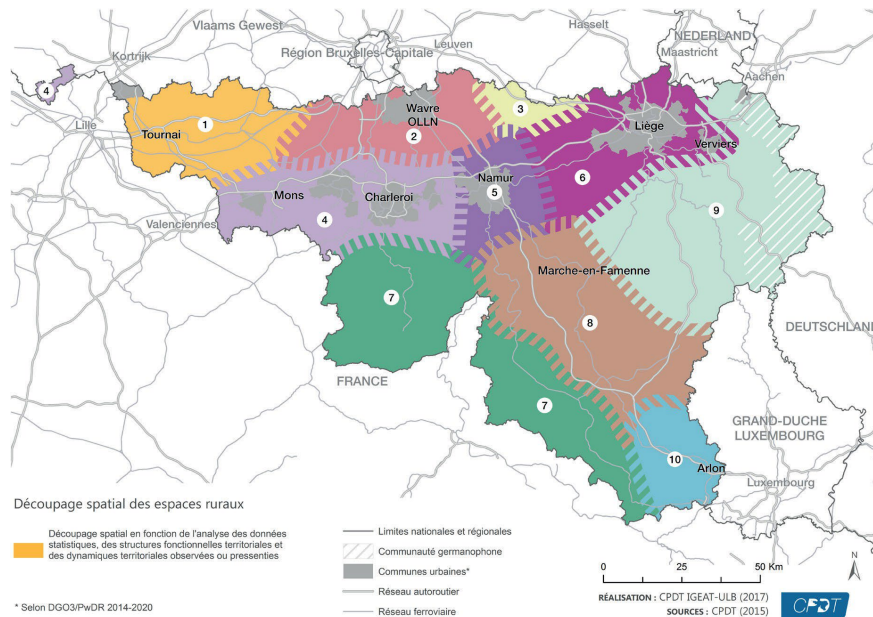 Vlaams Gewest
Hasselt
NEDERLAND
Kortrijk
Région Bruxelles-Capitale
Leuven
Maastricht
Aachen
4
3
Lille
Tournai
1
Wavre
OLLN
2
Liège
Verviers
Namur
6
5
Mons
Charleroi
9
Valenciennes
4
Marche-en-Famenne
7
8
DEUTSCHLAND
FRANCE
7
GRAND-DUCHE
LUXEMBOURG
10
Arlon
Luxembourg
Découpage spatial des espaces ruraux
Découpage spatial en fonction de l'analyse des données
statistiques, des structures fonctionnelles territoriales et
des dynamiques territoriales observées ou pressenties
Limites nationales et régionales
Communauté germanophone
Communes urbaines*
Réseau autoroutier
Réseau ferroviaire
* Selon DGO3/PwDR 2014-2020
0 25 50 Km
N
RÉALISATION : CPDT IGEAT-ULB (2017)
SOURCES : CPDT (2015)
CPDT